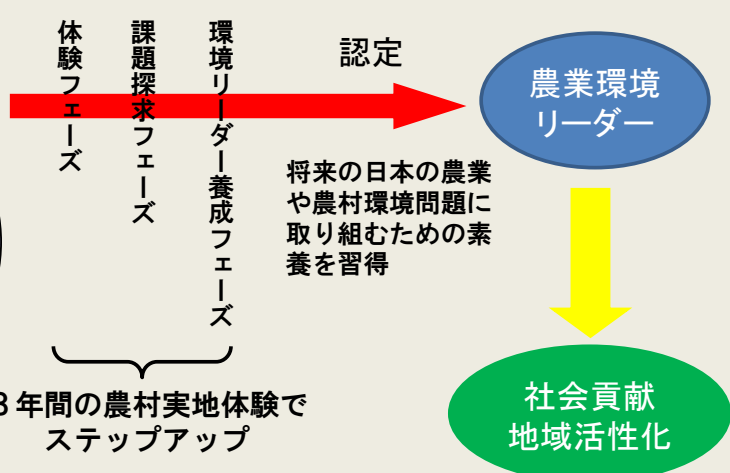 体験フェーズ
課題探求フェーズ
環境リーダー養成フェーズ
認定
農業環境
リーダー
将来の日本の農業
や農村環境問題に
取り組むための素
養を習得
3年間の農村実地体験で
ステップアップ
社会貢献
地域活性化